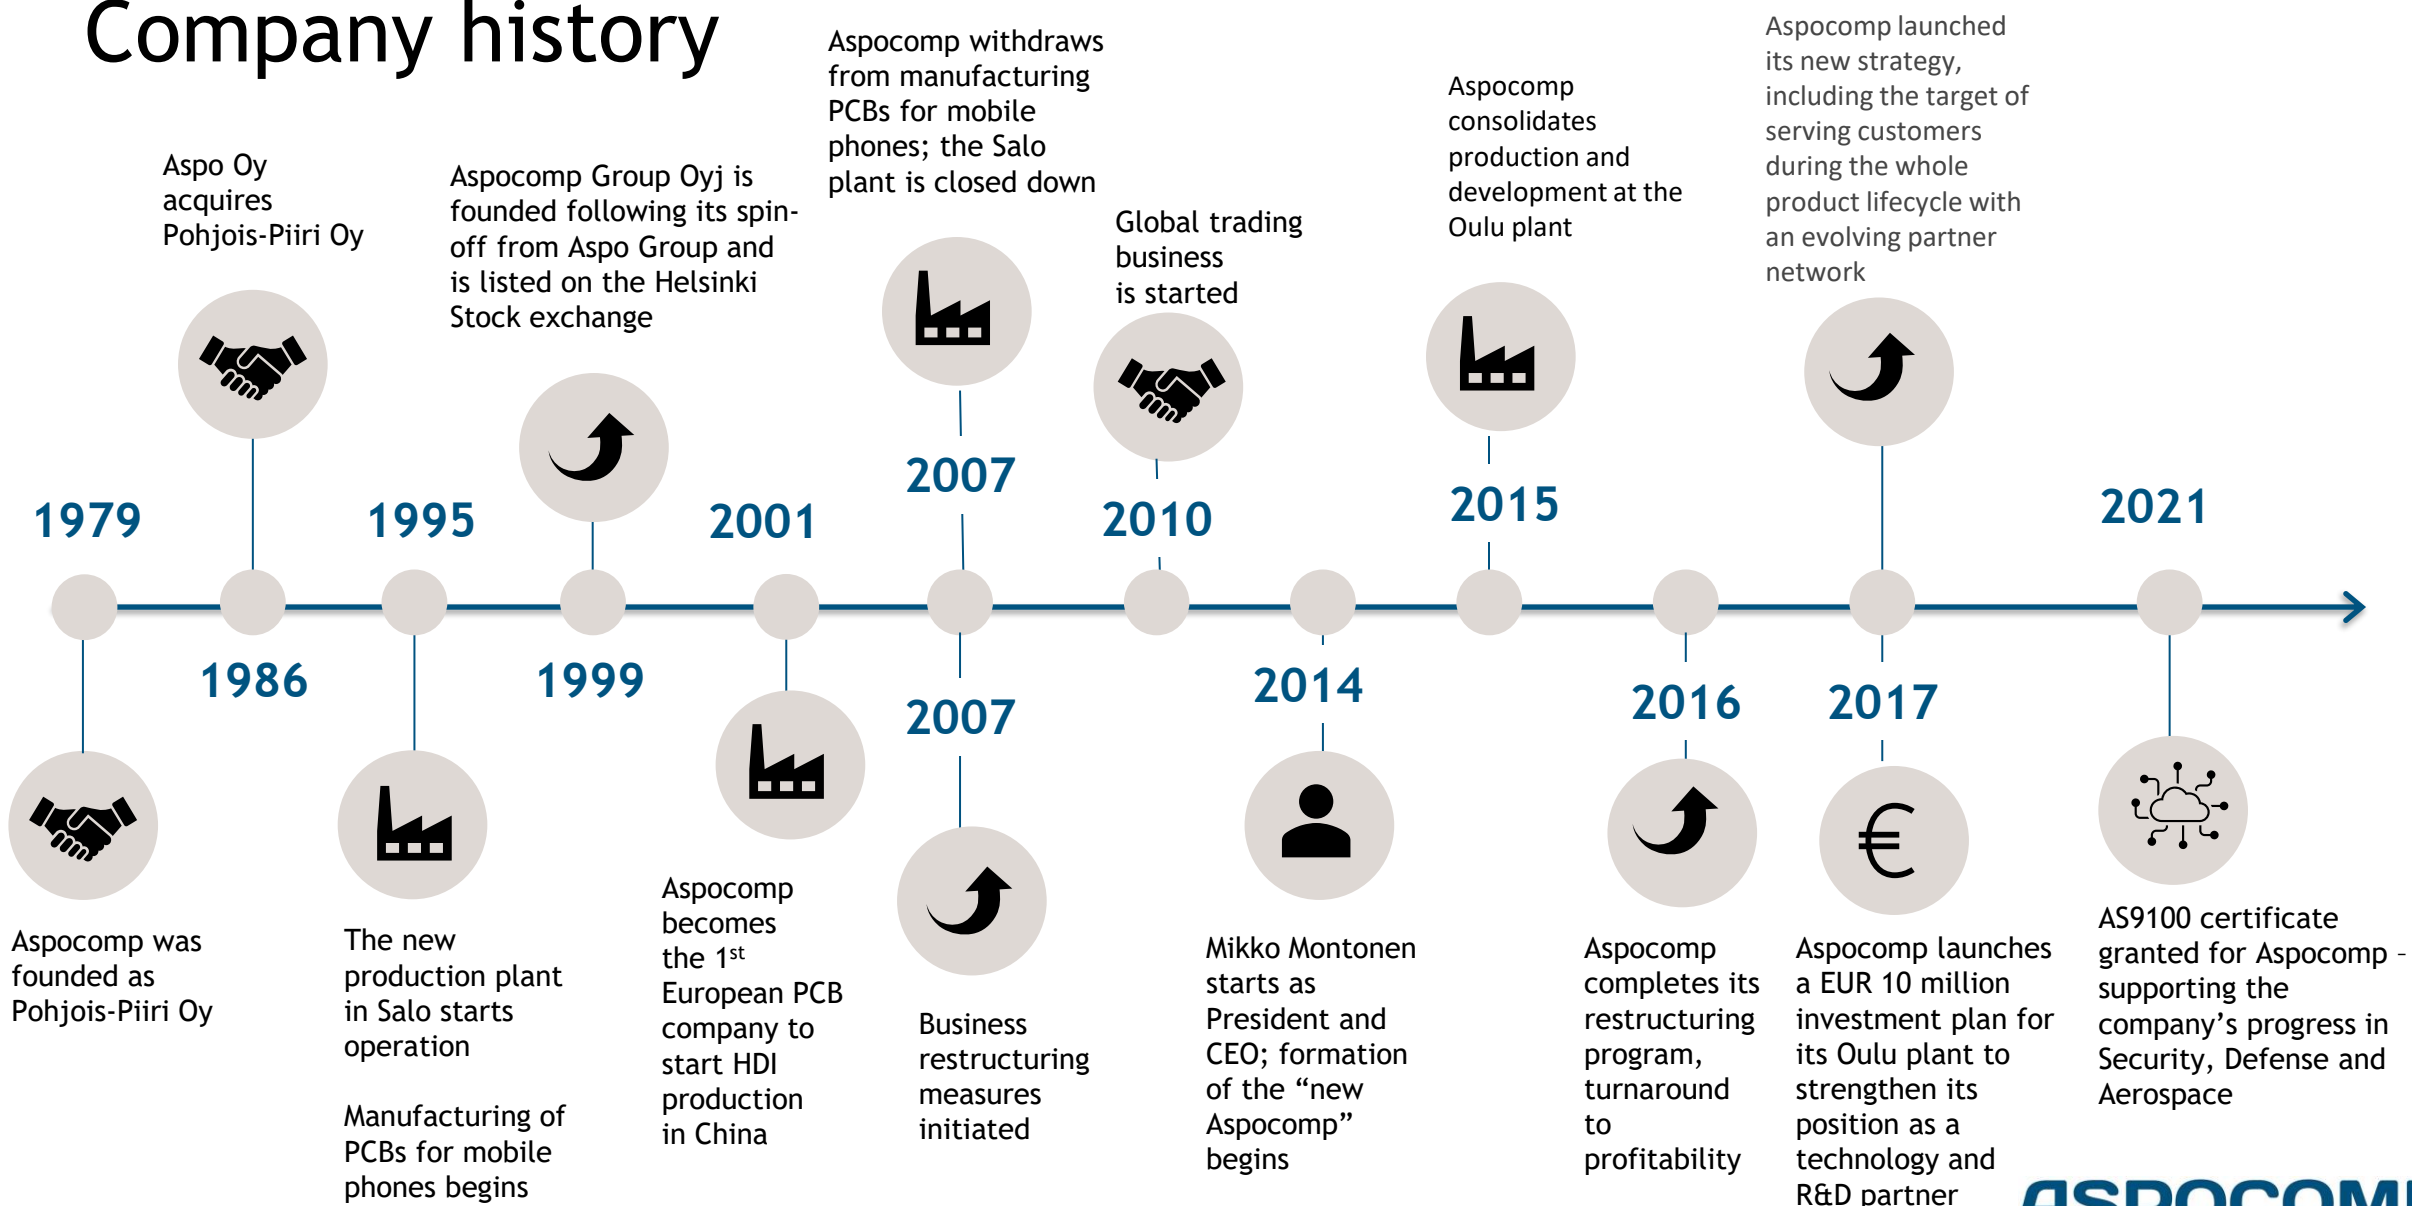 Company history
1979
Aspocomp was
founded as
Pohjois-Piiri Oy
Aspo Oy
acquires
Pohjois-Piiri Oy
1986
1995
The new
production plant
in Salo starts
operation
Manufacturing of
PCBs for mobile
phones begins
Aspocomp Group Oyj is
founded following its spin-
off from Aspo Group and
is listed on the Helsinki
Stock exchange
1999
2001
Aspocomp
becomes
the 1st
European PCB
company to
start HDI
production
in China
Aspocomp withdraws
from manufacturing
PCBs for mobile
phones; the Salo
plant is closed down
2007
2007
Business
restructuring
measures
initiated
Global trading
business
is started
2010
2014
Mikko Montonen
starts as
President and
CEO; formation
of the “new
Aspocomp”
begins
Aspocomp
consolidates
production and
development at the
Oulu plant
2015
2016
Aspocomp
completes its
restructuring
program,
turnaround
to
profitability
Aspocomp launched
its new strategy,
including the target of
serving customers
during the whole
product lifecycle with
an evolving partner
network
2017
€
Aspocomp launches
a EUR 10 million
investment plan for
its Oulu plant to
strengthen its
position as a
technology and
R&D partner
2021
AS9100 certificate
granted for Aspocomp –
supporting the
company’s progress in
Security, Defense and
Aerospace
ASPOCOMP